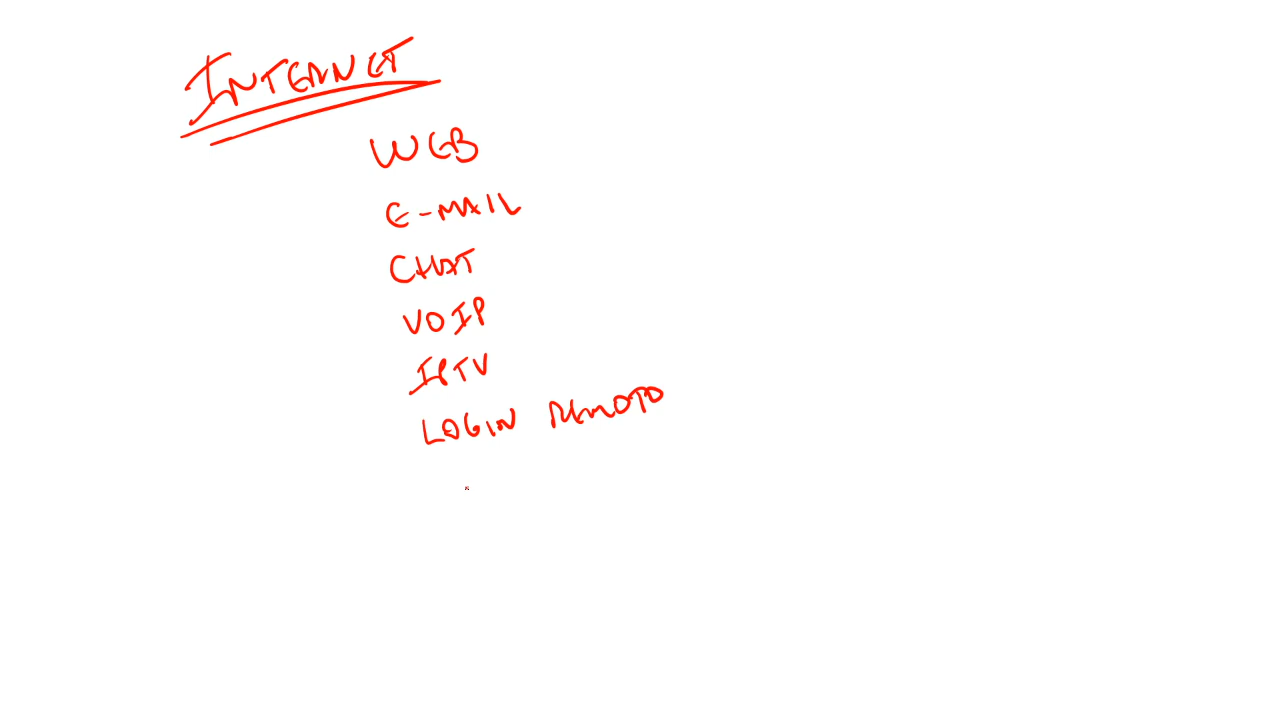 INTERNET
WEB
E-MAIL
CHAT
VOIP
IPTV
LOGIN REMOTO